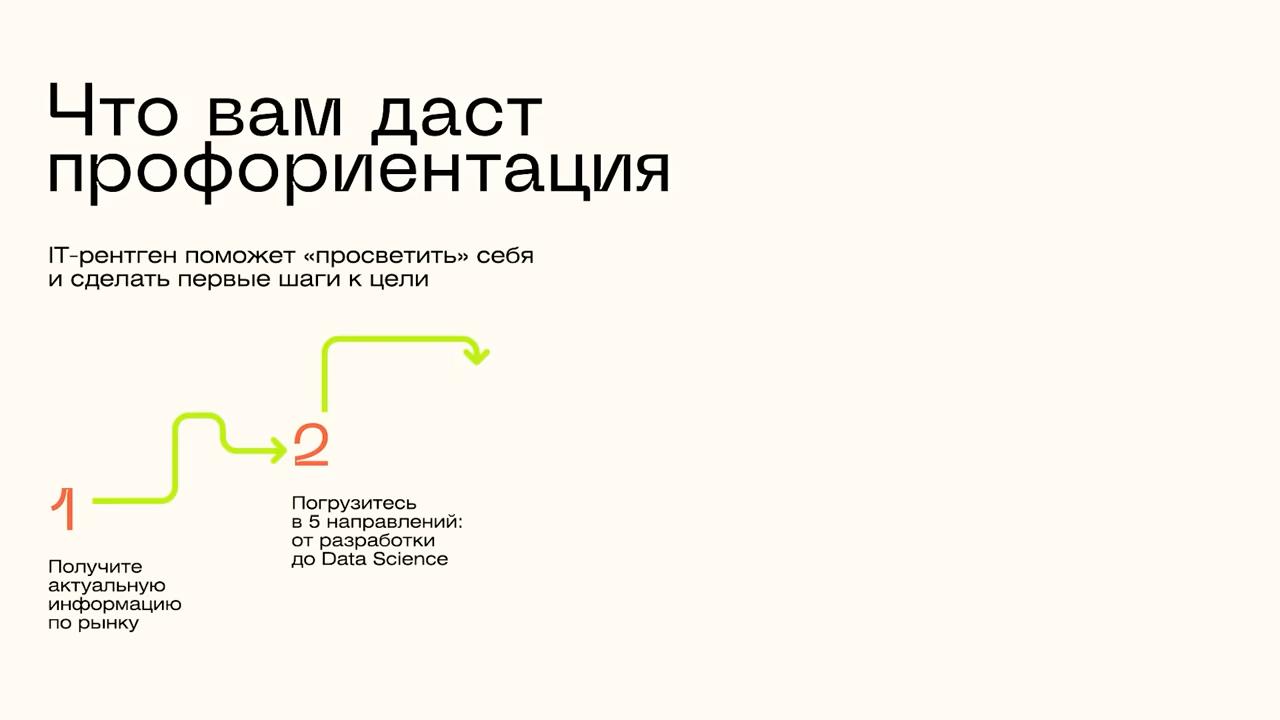 Что вам даст
профориентация
IT-рентген поможет «просветить» себя
и сделать первые шаги к цели
1
Получите
актуальную
информацию
по рынку
2
Погрузитесь
в 5 направлений:
от разработки
до Data Science